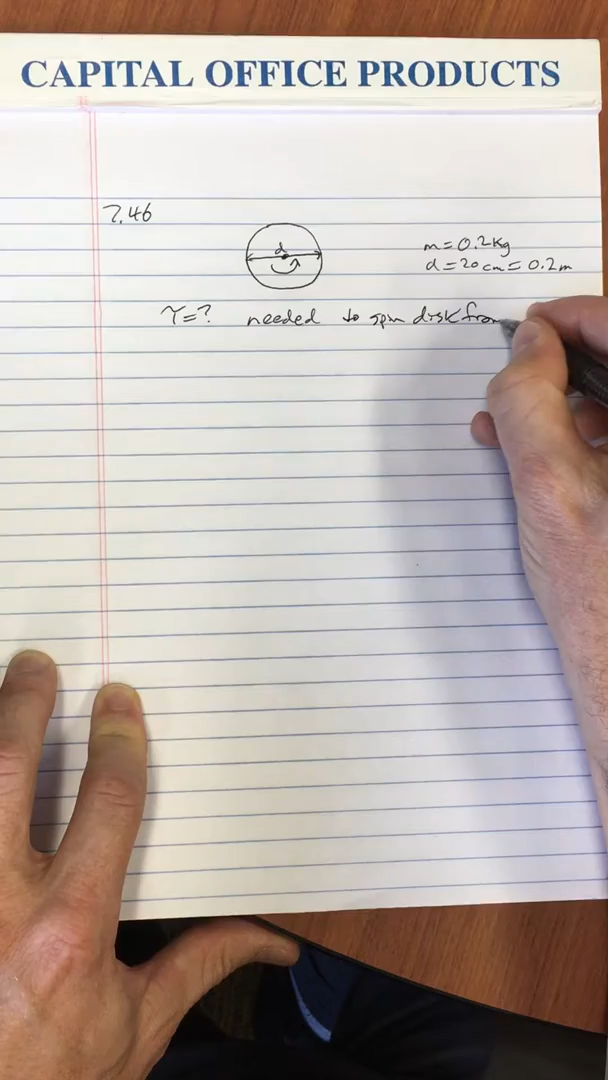 CAPITAL OFFICE PRODUCTS
7.46
d
m=0.2kg
d=20cm=0.2m
τ=? needed to spin disk from